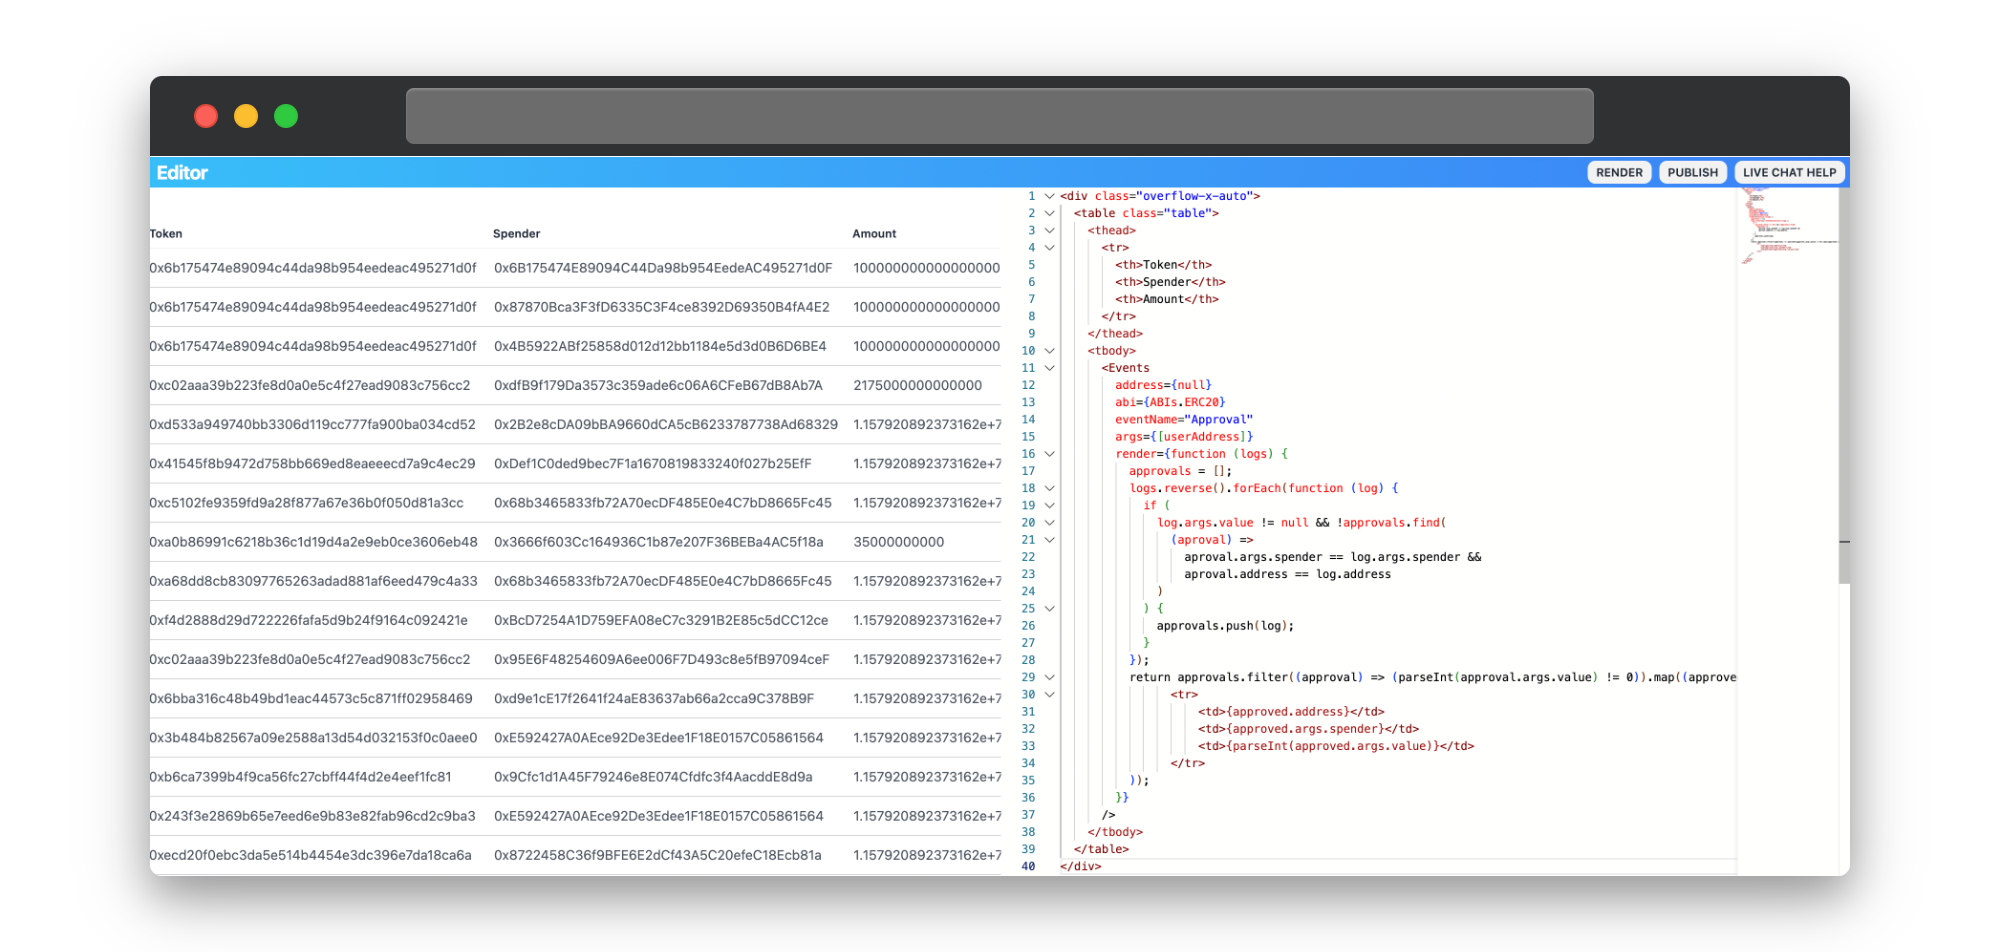 Editor
RENDER PUBLISH LIVE CHAT HELP
Token Spender Amount
0x6b175474e89094c44da98b954eedeac495271d0f 0x6B175474E89094C44Da98b954EedeAC495271d0F 100000000000000000
0x6b175474e89094c44da98b954eedeac495271d0f 0x87870Bca3F3fD6335C3F4ce8392D69350B4fA4E2 100000000000000000
0x6b175474e89094c44da98b954eedeac495271d0f 0x4B5922ABf25858d012d12bb1184e5d3d0B6D6BE4 100000000000000000
0xc02aaa39b223fe8d0a0e5c4f27ead9083c756cc2 0xdfB9f179Da3573c359ade6c06A6CFeB67dB8Ab7A 2175000000000000
0xd533a949740bb3306d119cc777fa900ba034cd52 0x2B2e8cDA09bBA9660dCA5cB6233787738Ad68329 1.157920892373162e+7
0x41545f8b9472d758bb669ed8eaeeecd7a9c4ec29 0xDef1C0ded9bec7F1a1670819833240f027b25EfF 1.157920892373162e+7
0xc5102fe9359fd9a28f877a67e36b0f050d81a3cc 0x68b3465833fb72A70ecDF485E0e4C7bD8665Fc45 1.157920892373162e+7
0xa0b86991c6218b36c1d19d4a2e9eb0ce3606eb48 0x3666f603Cc164936C1b87e207F36BEBa4AC5f18a 35000000000
0xa68dd8cb83097765263adad881af6eed479c4a33 0x68b3465833fb72A70ecDF485E0e4C7bD8665Fc45 1.157920892373162e+7
0xf4d2888d29d722226fafa5d9b24f9164c092421e 0xBcD7254A1D759EFA08eC7c3291B2E85c5dCC12ce 1.157920892373162e+7
0xc02aaa39b223fe8d0a0e5c4f27ead9083c756cc2 0x95E6F48254609A6ee006F7D493c8e5fB97094ceF 1.157920892373162e+7
0x6bba316c48b49bd1eac44573c5c871ff02958469 0xd9e1cE17f2641f24aE83637ab66a2cca9C378B9F 1.157920892373162e+7
0x3b484b82567a09e2588a13d54d032153f0c0aee0 0xE592427A0AEce92De3Edee1F18E0157C05861564 1.157920892373162e+7
0xb6ca7399b4f9ca56fc27cbff44f4d2e4eef1fc81 0x9Cfc1d1A45F79246e8E074Cfdfc3f4AacddE8d9a 1.157920892373162e+7
0x243f3e2869b65e7eed6e9b83e82fab96cd2c9ba3 0xE592427A0AEce92De3Edee1F18E0157C05861564 1.157920892373162e+7
0xecd20f0ebc3da5e514b4454e3dc396e7da18ca6a 0x8722458C36f9BFE6E2dCf43A5C20efeC18Ecb81a 1.157920892373162e+7
1 <div class="overflow-x-auto">
2 <table class="table">
3 <thead>
4 <tr>
5 <th>Token</th>
6 <th>Spender</th>
7 <th>Amount</th>
8 </tr>
9 </thead>
10 <tbody>
11 <Events
12 address={null}
13 abi={ABIs.ERC20}
14 eventName="Approval"
15 args={[userAddress]}
16 render={function (logs) {
17 approvals = [];
18 logs.reverse().forEach(function (log) {
19 if (
20 log.args.value != null && !approvals.find(
21 (aproval) =>
22 aproval.args.spender == log.args.spender &&
23 aproval.address == log.address
24 )
25 ) {
26 approvals.push(log);
27 }
28 });
29 return approvals.filter((approval) => (parseInt(approval.args.value) != 0)).map((approve
30 <tr>
31 <td>{approved.address}</td>
32 <td>{approved.args.spender}</td>
33 <td>{parseInt(approved.args.value)}</td>
34 </tr>
35 ));
36 }}
37 />
38 </tbody>
39 </table>
40 </div>